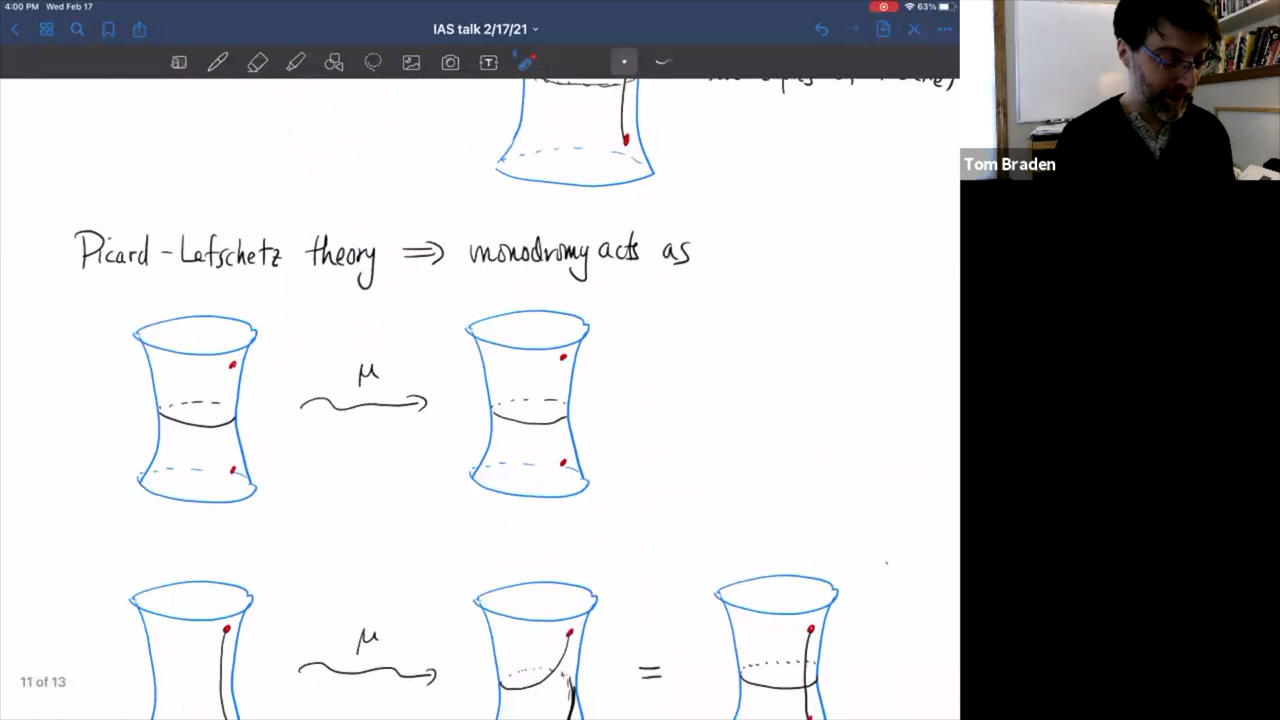 4:00 PM Wed Feb 17
63%
IAS talk 2/17/21
T
Tom Braden
Picard-Lefschetz theory ⟹ monodromy acts as
μ
μ
=
11 of 13